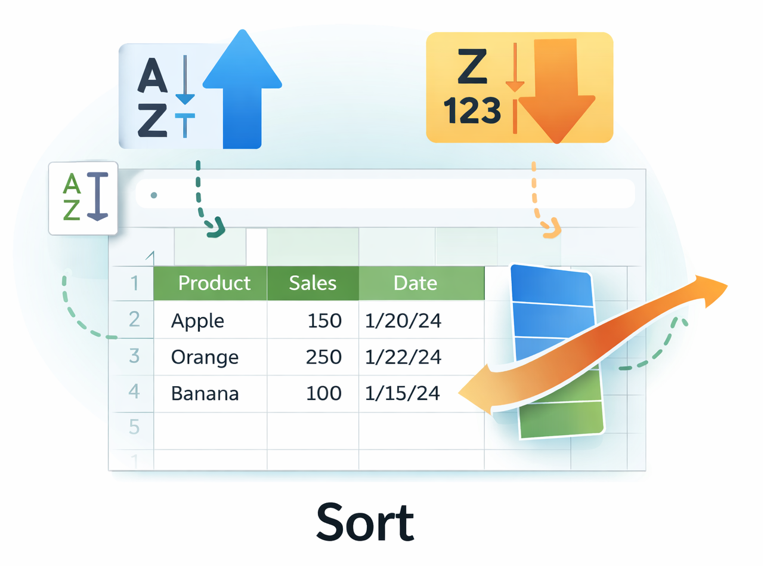 A
Z
Z
123
A
Z
1 Product Sales Date
2 Apple 150 1/20/24
3 Orange 250 1/22/24
4 Banana 100 1/15/24
5
1
Sort